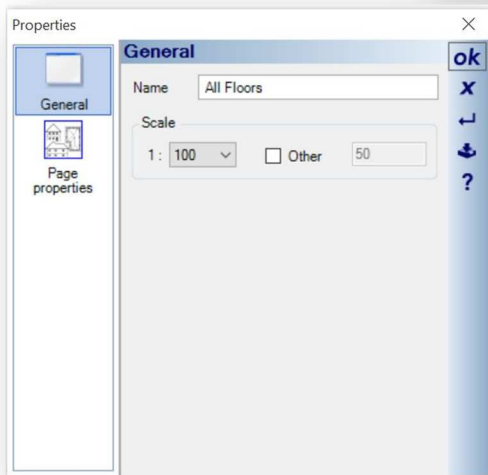 Properties
General
Page
properties
General
Name All Floors
Scale
1: 100 Other 50
ok
x
?